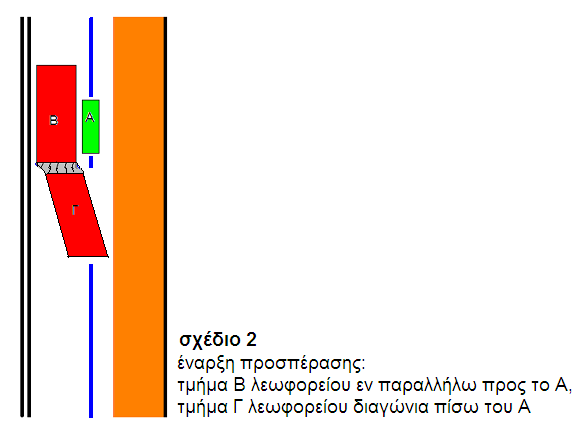 Β
Α
Γ
σχέδιο 2
έναρξη προσπέρασης:
τμήμα Β λεωφορείου εν παραλλήλω προς το Α,
τμήμα Γ λεωφορείου διαγώνια πίσω του Α